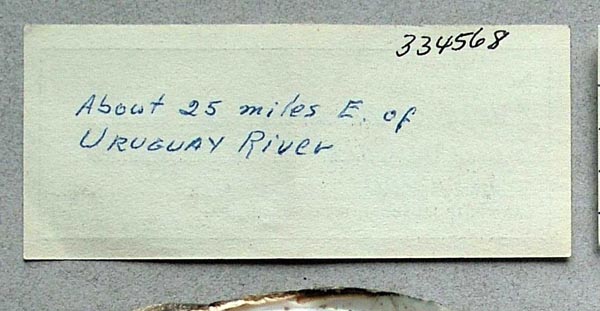 334568
About 25 miles E. of
URUGUAY River